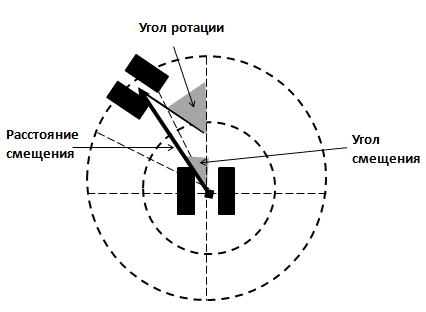 Угол ротации
Расстояние
смещения
Угол
смещения